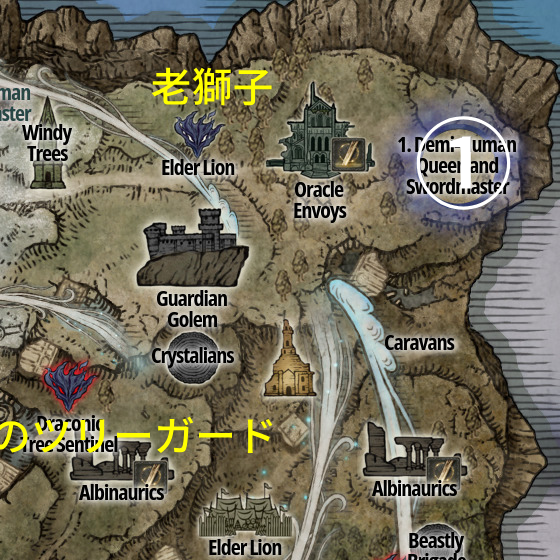 老獅子
man
ster
Windy
Trees
Elder Lion
Oracle
Envoys
1. Demi-Human
Queen and
Swordmaster
1
Guardian
Golem
Crystalians
Caravans
Draconic
Tree Sentinel
のツリーガード
Albinaurics
Albinaurics
Elder Lion
Beastly
Brigade